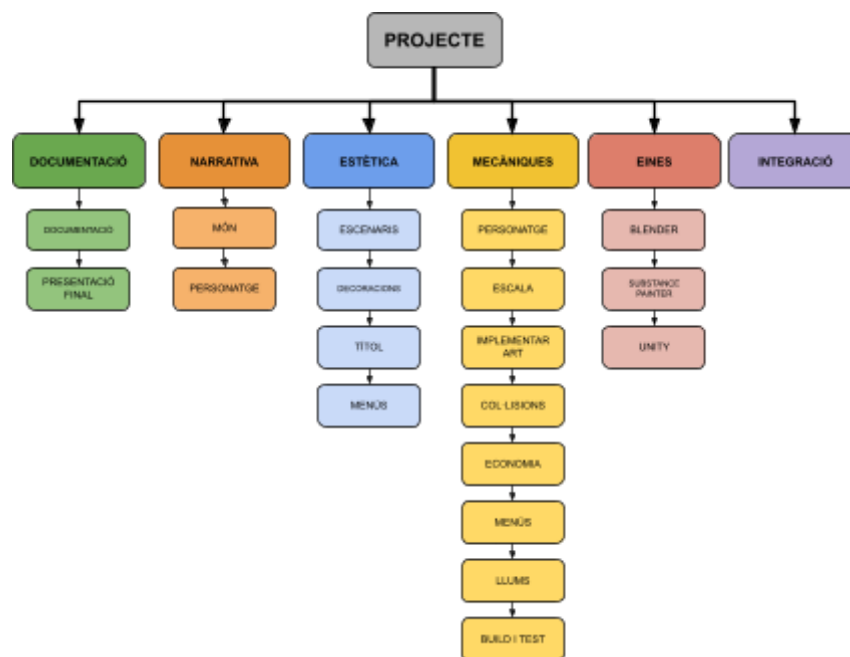 PROJECTE
DOCUMENTACIÓ
NARRATIVA
ESTÈTICA
MECÀNIQUES
EINES
INTEGRACIÓ
DOCUMENTACIÓ
PRESENTACIÓ
FINAL
MÓN
PERSONATGE
ESCENARIS
DECORACIONS
TÍTOL
MENÚS
PERSONATGE
ESCALA
IMPLEMENTAR
ART
COL·LISIONS
ECONOMIA
MENÚS
LLUMS
BUILD I TEST
BLENDER
SUBSTANCE
PAINTER
UNITY